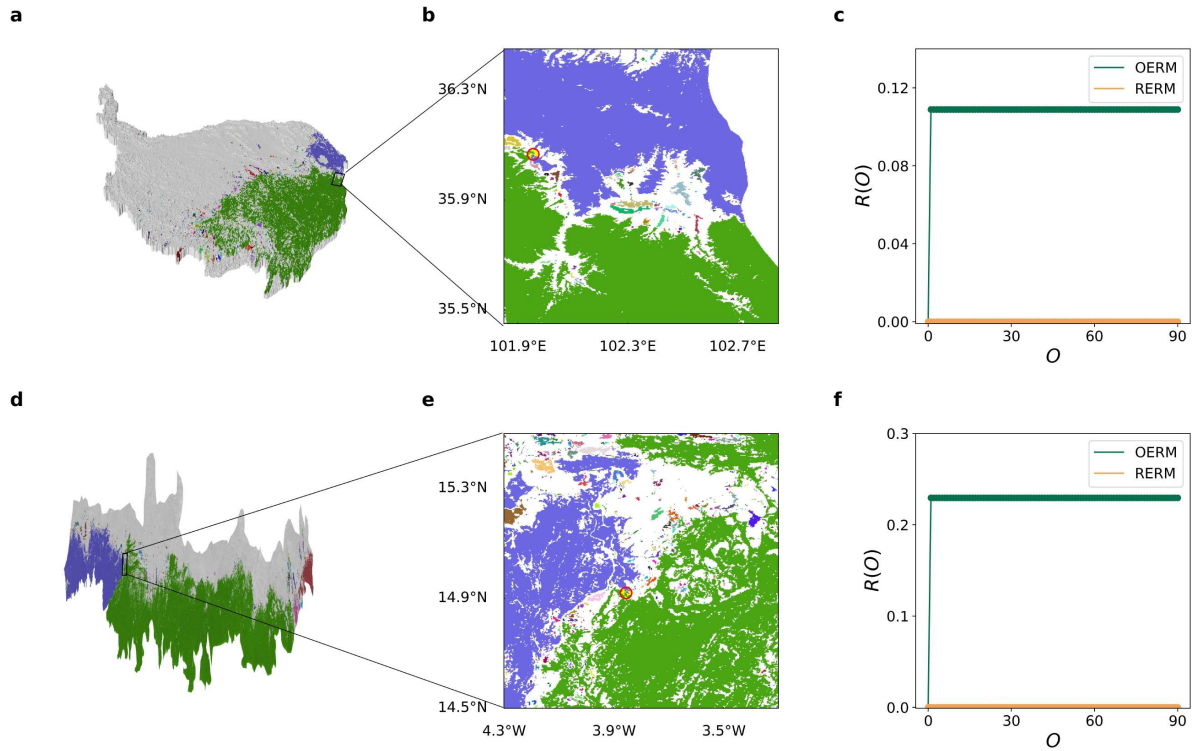 a
b
c
36.3°N
35.9°N
35.5°N
101.9°E 102.3°E 102.7°E
0.12
0.08
0.04
0.00
R(O)
OERM
RERM
0 30 60 90
O
d
e
f
15.3°N
14.9°N
14.5°N
4.3°W 3.9°W 3.5°W
0.3
0.2
0.1
0.0
R(O)
OERM
RERM
0 30 60 90
O